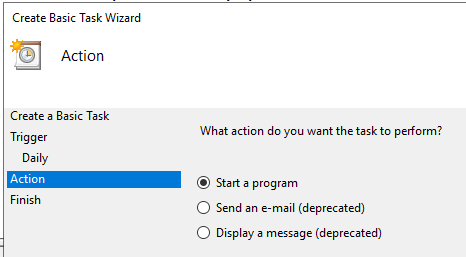 Create Basic Task Wizard
Action
Create a Basic Task
Trigger
Daily
Action
Finish
What action do you want the task to perform?
Start a program
Send an e-mail (deprecated)
Display a message (deprecated)